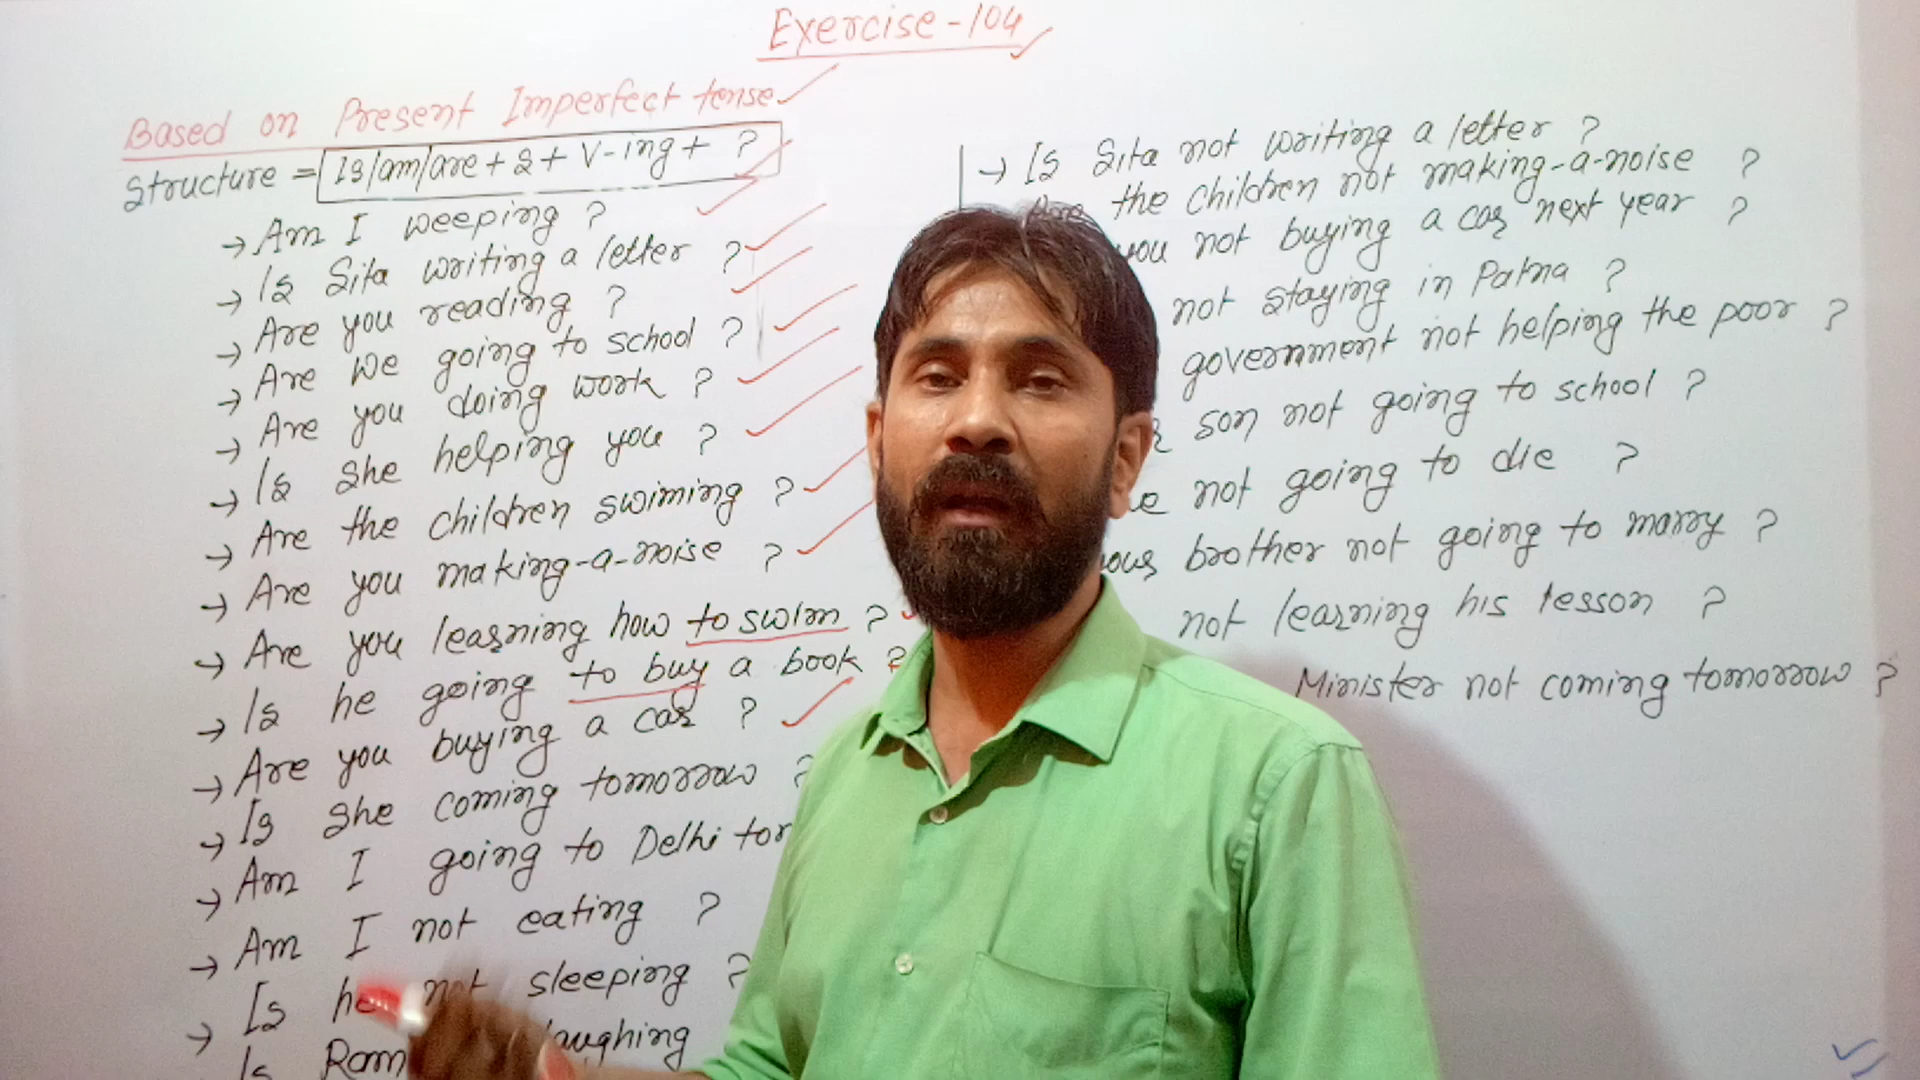 Exercise-104
Based on Present Imperfect tense
Structure = Is/am/are + S + V-ing + ?
→ Am I weeping ?
→ Is Sita writing a letter ?
→ Are you reading ?
→ Are we going to school ?
→ Are you doing work ?
→ Is she helping you ?
→ Are the children swiming ?
→ Are you making-a-noise ?
→ Are you learning how to swim ?
→ Is he going to buy a book ?
→ Are you buying a car ?
→ Is she coming tomorrow ?
→ Am I going to Delhi
→ Am I not eating ?
→ Is he not sleeping ?
→ Is Ram laughing
→ Is Sita not writing a letter ?
Are the children not making-a-noise ?
you not buying a car next year ?
not staying in Patna ?
government not helping the poor ?
son not going to school ?
not going to die ?
brother not going to marry ?
not learning his lesson ?
Minister not coming tomorrow ?